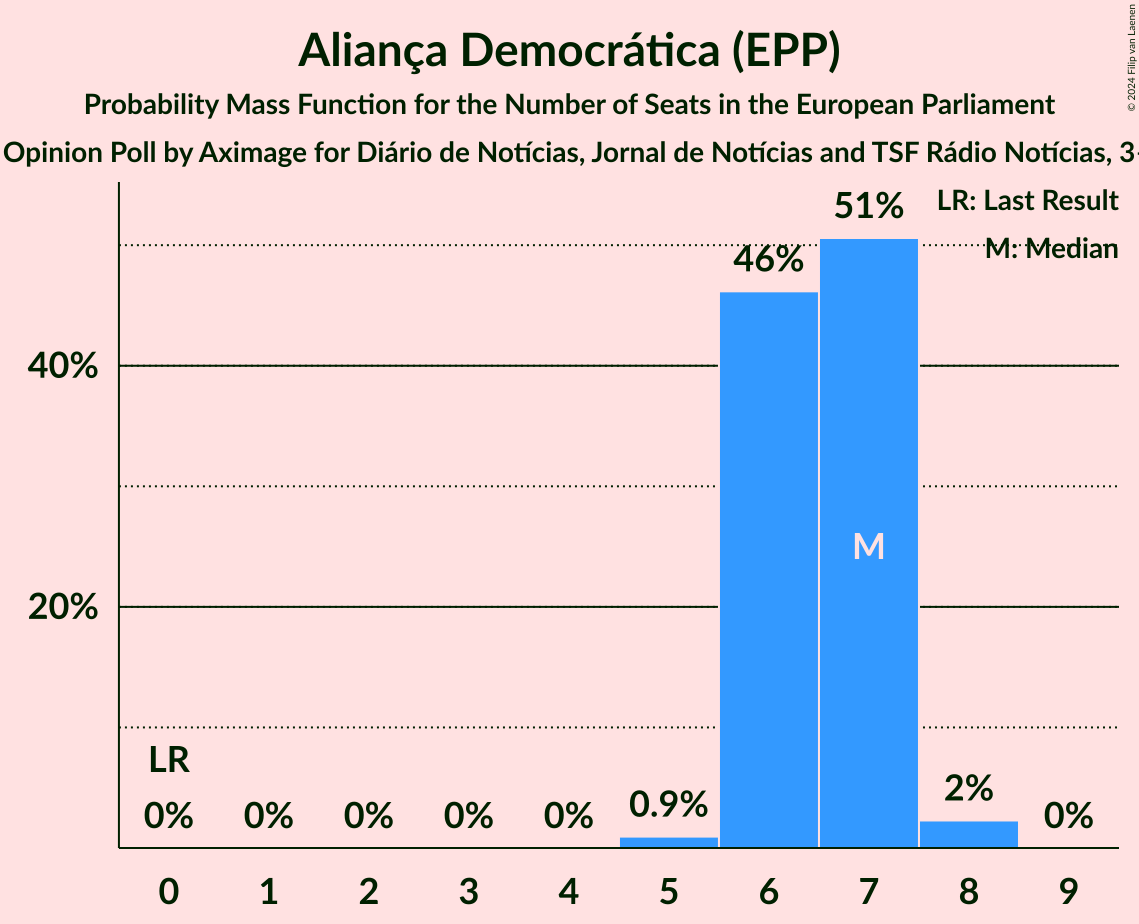 Aliança Democrática (EPP)
Probability Mass Function for the Number of Seats in the European Parliament
Opinion Poll by Aximage for Diário de Notícias, Jornal de Notícias and TSF Rádio Notícias, 3-
© 2024 Filip van Laenen
LR: Last Result
M: Median
51%
46%
40%
M
20%
LR
0% 0% 0% 0% 0% 0.9% 2% 0%
0 1 2 3 4 5 6 7 8 9